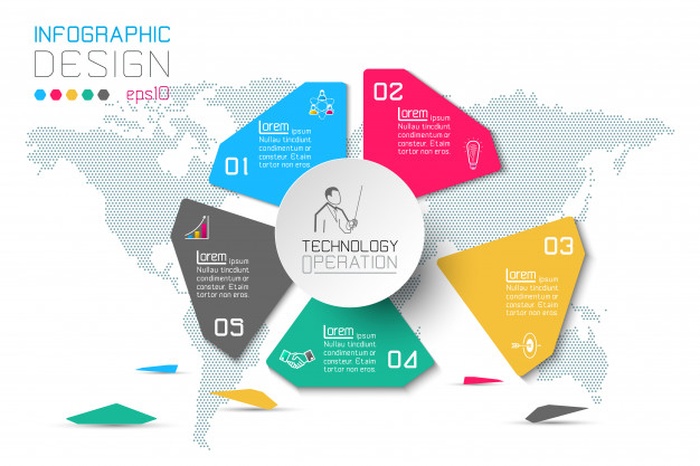 INFOGRAPHIC
DESIGN
eps10
01
Lorem Ipsum
Nullau tincidunt
condimentum or
consteur. Etaim
tortor non eros.
02
Lorem Ipsum
Nullau tincidunt
condimentum or
consteur. Etaim
tortor non eros.
03
Lorem Ipsum
Nullau tincidunt
condimentum or
consteur. Etaim
tortor non eros.
04
Lorem Ipsum
Nullau tincidunt
condimentum or
consteur. Etaim
tortor non eros.
05
Lorem Ipsum
Nullau tincidunt
condimentum or
consteur. Etaim
tortor non eros.
TECHNOLOGY
OPERATION